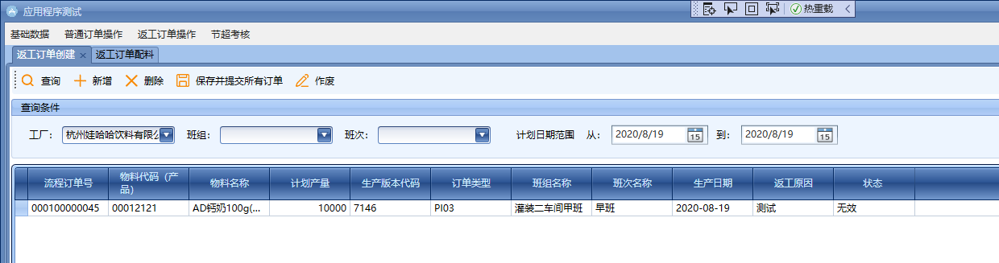 应用程序测试
热重载
基础数据 普通订单操作 返工订单操作 节超考核
返工订单创建 返工订单配料
查询 新增 删除 保存并提交所有订单 作废
查询条件
工厂： 杭州娃哈哈饮料有限公 班组： 班次： 计划日期范围 从： 2020/8/19 15 到： 2020/8/19 15
流程订单号 物料代码（产品） 物料名称 计划产量 生产版本代码 订单类型 班组名称 班次名称 生产日期 返工原因 状态
000100000045 00012121 AD钙奶100g(... 10000 7146 PI03 灌装二车间甲班 早班 2020-08-19 测试 无效